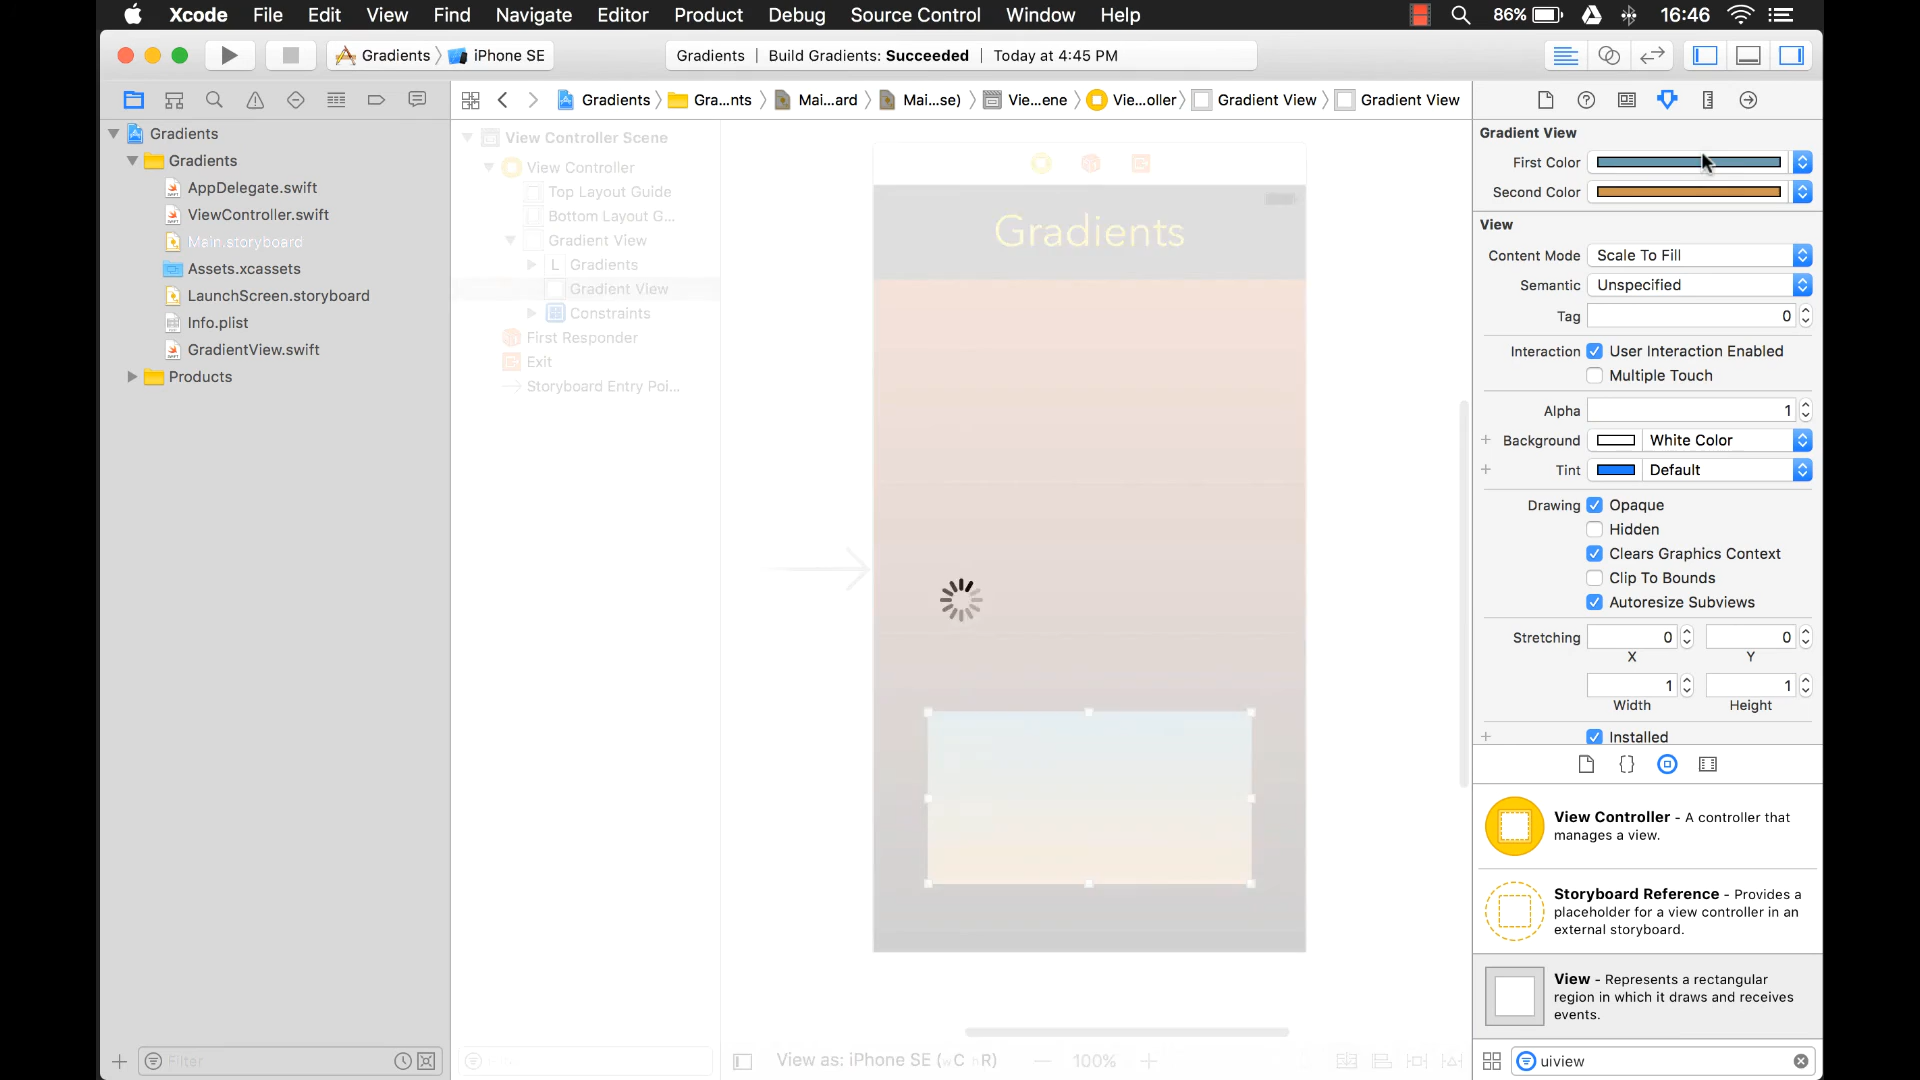 Xcode File Edit View Find Navigate Editor Product Debug Source Control Window Help 86% 16:46
Gradients iPhone SE Gradients | Build Gradients: Succeeded | Today at 4:45 PM
Gradients Gra...nts Mai...ard Mai...se) Vie...ene Vie...oller Gradient View Gradient View
Gradients
Gradients
AppDelegate.swift
ViewController.swift
Main.storyboard
Assets.xcassets
LaunchScreen.storyboard
Info.plist
GradientView.swift
Products
Filter
View Controller Scene
View Controller
Top Layout Guide
Bottom Layout G...
Gradient View
L Gradients
Gradient View
Constraints
First Responder
Exit
Storyboard Entry Poi...
Gradients
View as: iPhone SE (wC hR) — 100% +
Gradient View
First Color
Second Color
View
Content Mode Scale To Fill
Semantic Unspecified
Tag 0
Interaction User Interaction Enabled
Multiple Touch
Alpha 1
+ Background White Color
+ Tint Default
Drawing Opaque
Hidden
Clears Graphics Context
Clip To Bounds
Autoresize Subviews
Stretching 0 0
X Y
1 1
Width Height
+ Installed
{}
View Controller - A controller that
manages a view.
Storyboard Reference - Provides a
placeholder for a view controller in an
external storyboard.
View - Represents a rectangular
region in which it draws and receives
events.
uiview